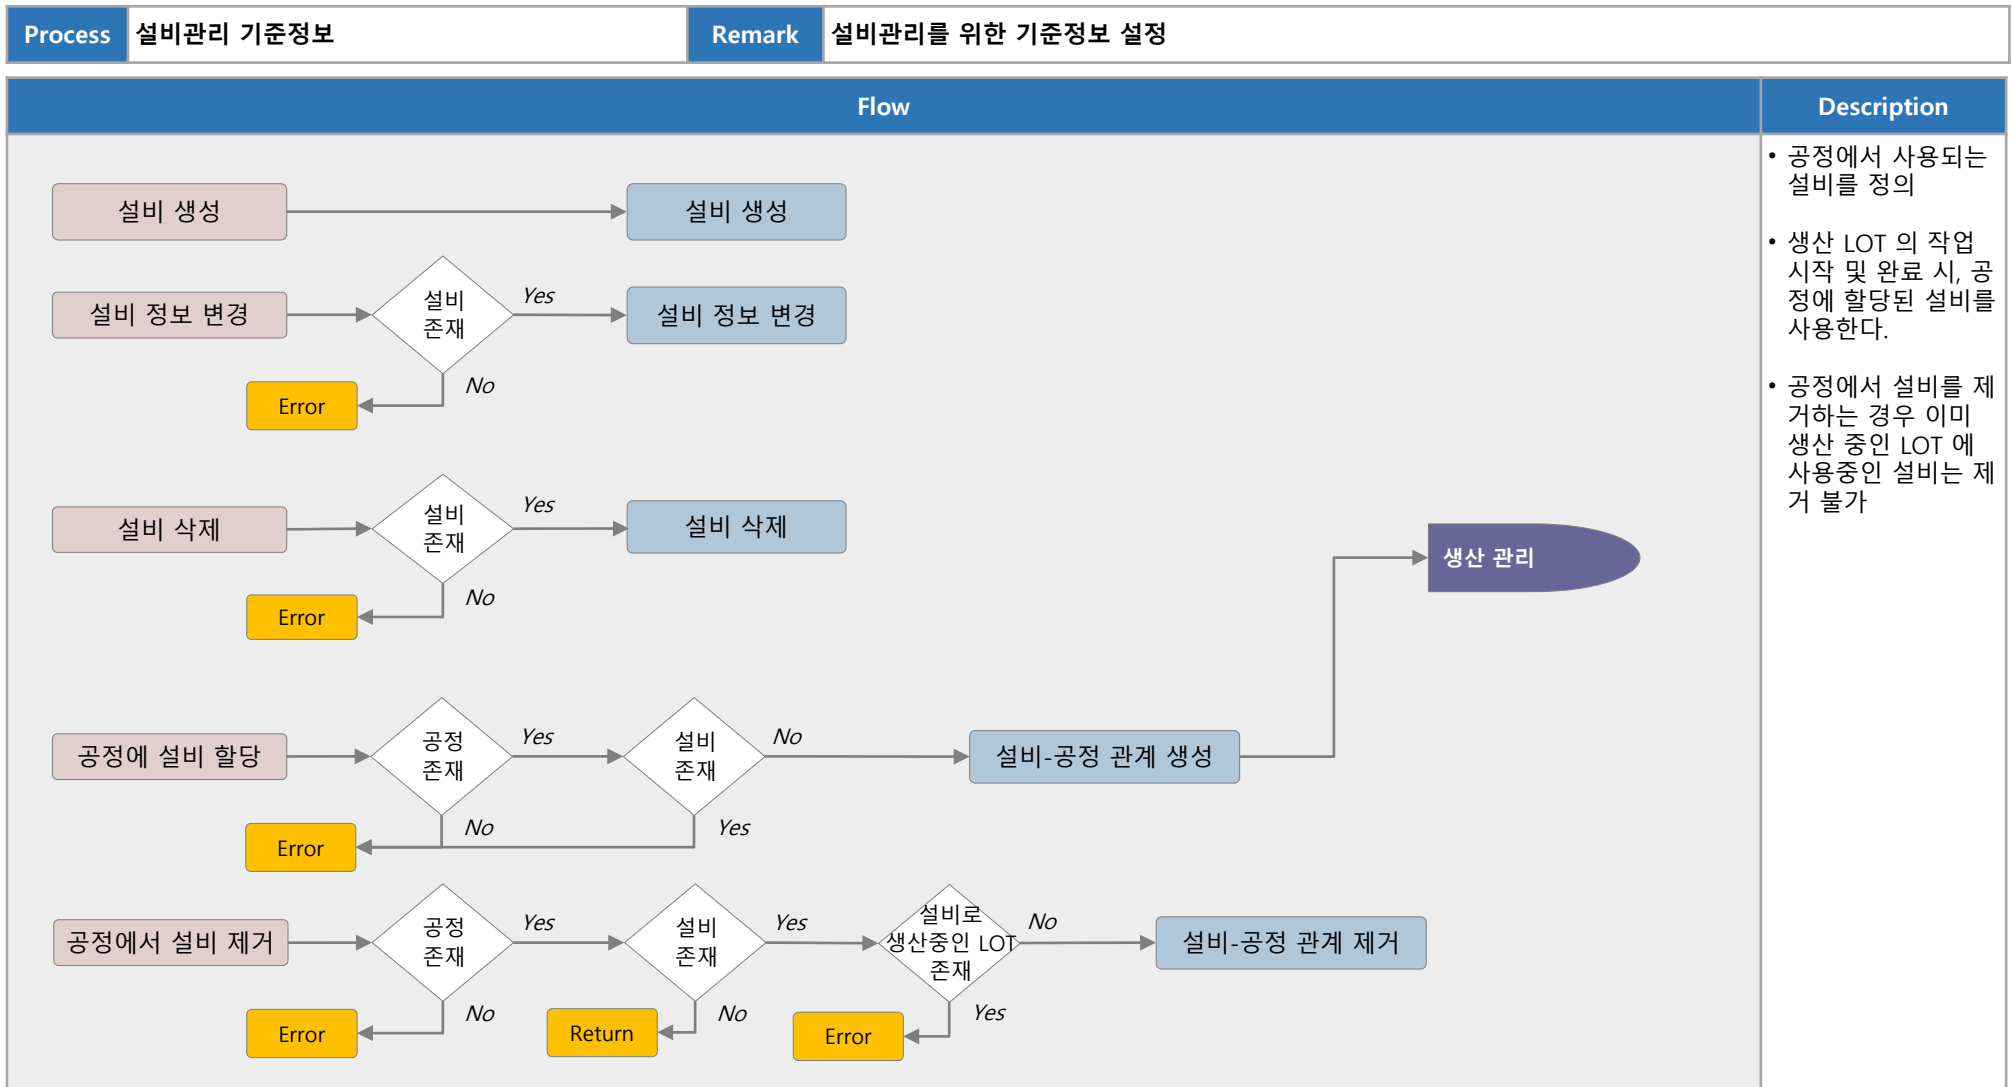 Process 설비관리 기준정보 Remark 설비관리를 위한 기준정보 설정
Flow
Description
설비 생성
설비 생성
설비 정보 변경
설비
존재
Yes
설비 정보 변경
No
Error
설비 삭제
설비
존재
Yes
설비 삭제
No
Error
생산 관리
공정에 설비 할당
공정
존재
Yes
설비
존재
No
설비-공정 관계 생성
No
Yes
Error
공정에서 설비 제거
공정
존재
Yes
설비
존재
Yes
설비로
생산중인 LOT
존재
No
설비-공정 관계 제거
No
Error
No
Return
Yes
Error
• 공정에서 사용되는
설비를 정의
• 생산 LOT 의 작업
시작 및 완료 시, 공
정에 할당된 설비를
사용한다.
• 공정에서 설비를 제
거하는 경우 이미
생산 중인 LOT 에
사용중인 설비는 제
거 불가